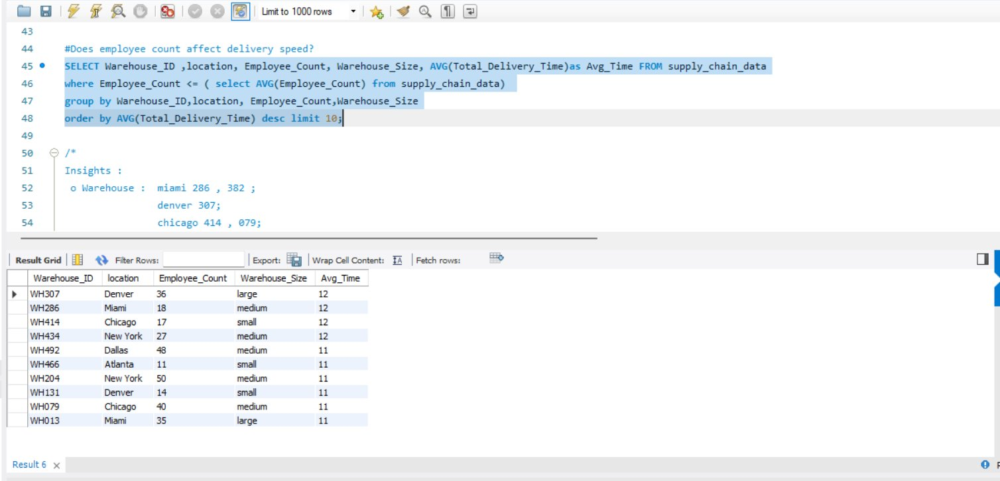 Limit to 1000 rows
43
44 #Does employee count affect delivery speed?
45 SELECT Warehouse_ID ,location, Employee_Count, Warehouse_Size, AVG(Total_Delivery_Time)as Avg_Time FROM supply_chain_data
46 where Employee_Count <= ( select AVG(Employee_Count) from supply_chain_data)
47 group by Warehouse_ID,location, Employee_Count,Warehouse_Size
48 order by AVG(Total_Delivery_Time) desc limit 10;
49
50 /*
51 Insights :
52 o Warehouse : miami 286 , 382 ;
53 denver 307;
54 chicago 414 , 079;
Result Grid Filter Rows: Export: Wrap Cell Content: Fetch rows:
Warehouse_ID location Employee_Count Warehouse_Size Avg_Time
WH307 Denver 36 large 12
WH286 Miami 18 medium 12
WH414 Chicago 17 small 12
WH434 New York 27 medium 12
WH492 Dallas 48 medium 11
WH466 Atlanta 11 small 11
WH204 New York 50 medium 11
WH131 Denver 14 small 11
WH079 Chicago 40 medium 11
WH013 Miami 35 large 11
Result 6